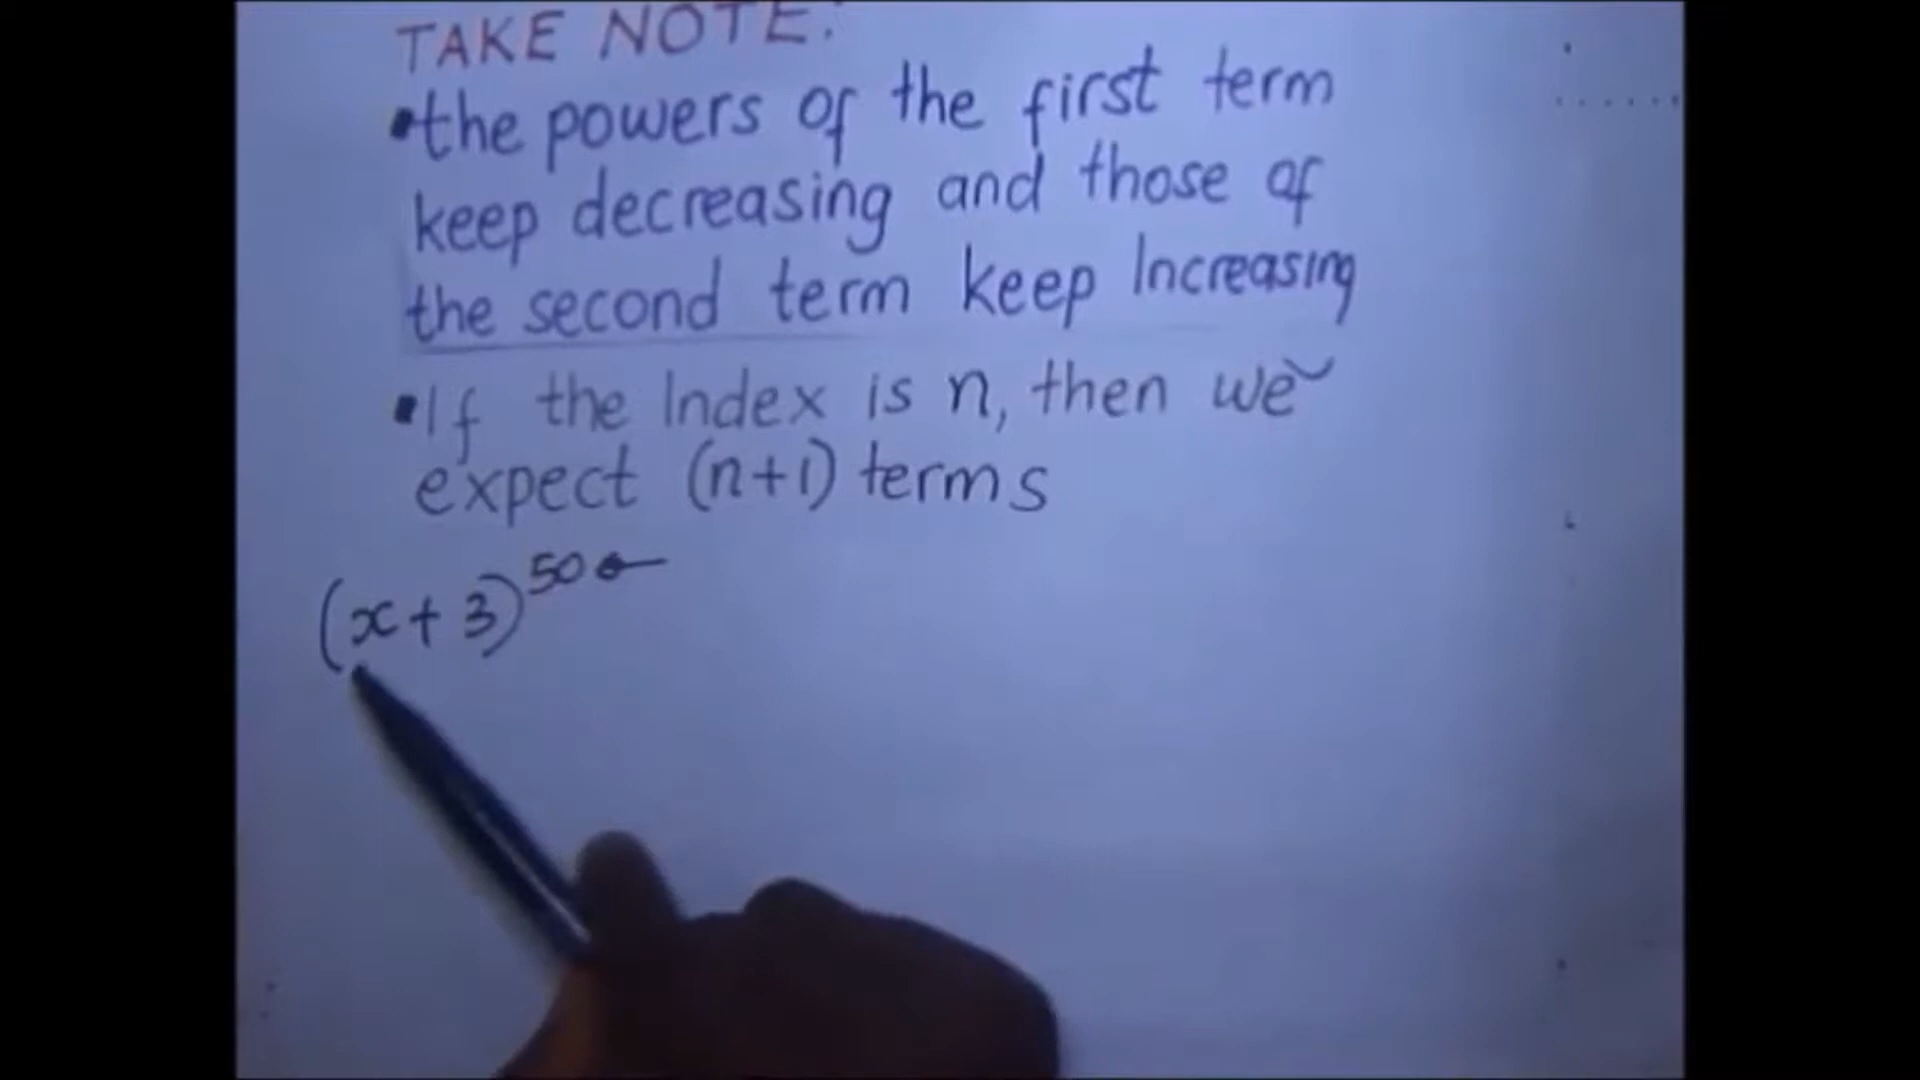 TAKE NOTE:
•the powers of the first term
keep decreasing and those of
the second term keep Increasing
•If the Index is n, then we
expect (n+1) terms
(x+3)^50 ←